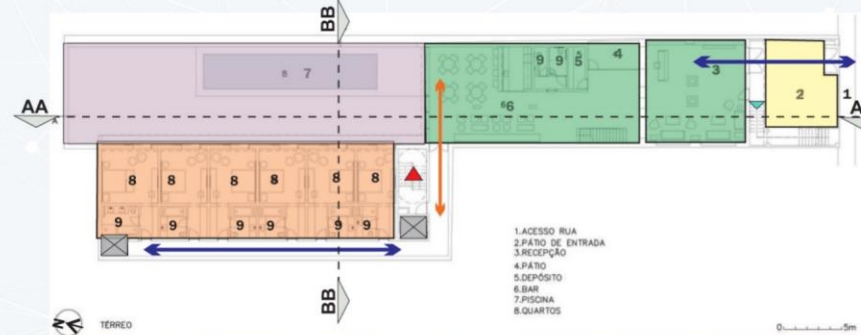 BB
AA
A
A
8 7
9 9 5 4
6 6
3
2
1
8 8 8 8 8 8
9 9 9 9 9 9
BB
1.ACESSO RUA
2.PÁTIO DE ENTRADA
3.RECEPÇÃO
4.PÁTIO
5.DEPÓSITO
6.BAR
7.PISCINA
8.QUARTOS
TÉRREO
0 5m